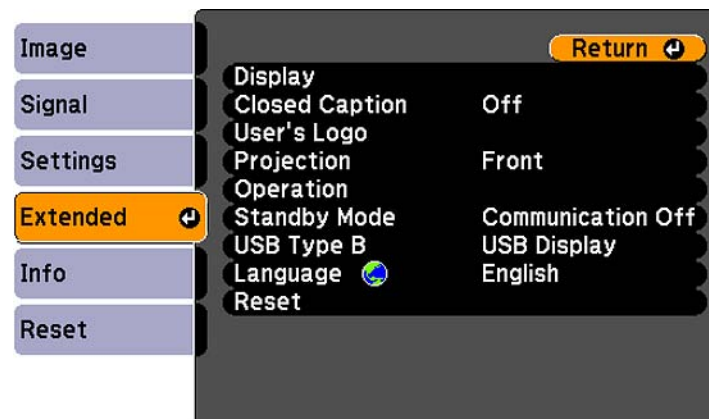 Image
Signal
Settings
Extended
Info
Reset
Return
Display
Closed Caption Off
User's Logo
Projection Front
Operation
Standby Mode Communication Off
USB Type B USB Display
Language English
Reset